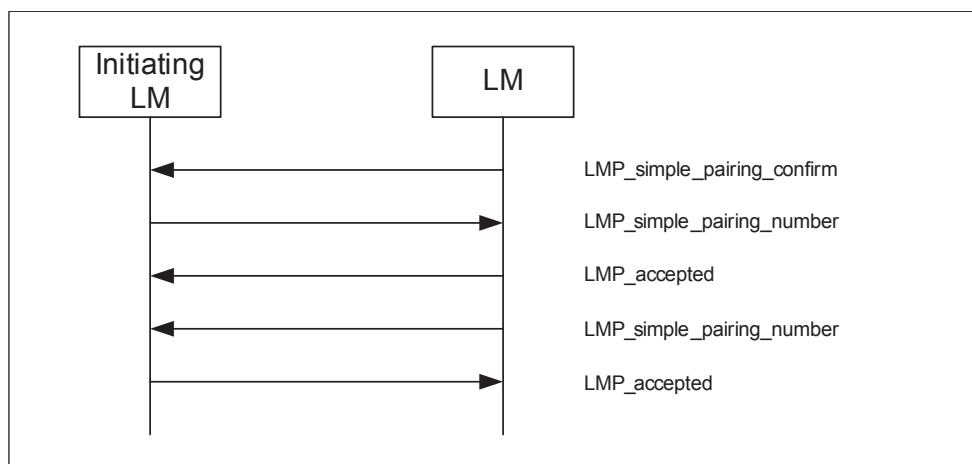 Initiating
LM
LM
LMP_simple_pairing_confirm
LMP_simple_pairing_number
LMP_accepted
LMP_simple_pairing_number
LMP_accepted